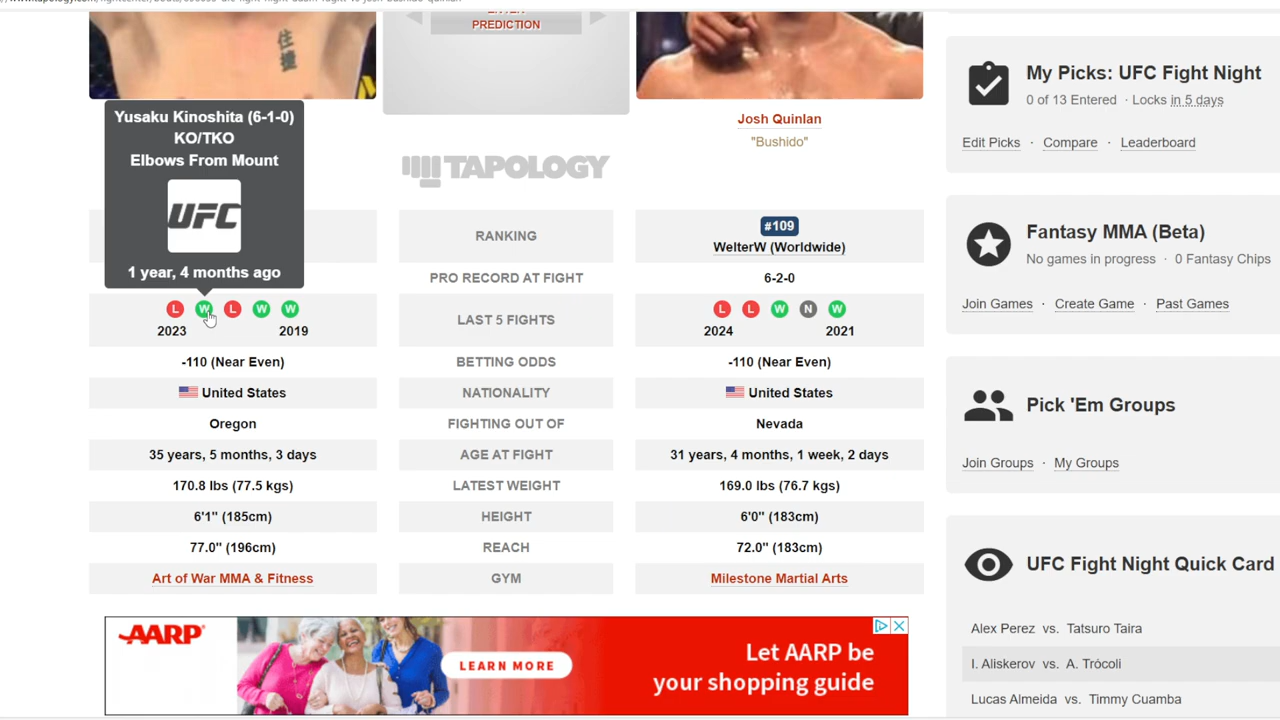 PREDICTION
住
捷
Josh Quinlan
"Bushido"
Yusaku Kinoshita (6-1-0)
KO/TKO
Elbows From Mount
UFC
1 year, 4 months ago
TAPOLOGY
RANKING
#109
WelterW (Worldwide)
PRO RECORD AT FIGHT
6-2-0
L W L W W
2023 2019
LAST 5 FIGHTS
L L W N W
2024 2021
-110 (Near Even)
BETTING ODDS
-110 (Near Even)
United States
NATIONALITY
United States
Oregon
FIGHTING OUT OF
Nevada
35 years, 5 months, 3 days
AGE AT FIGHT
31 years, 4 months, 1 week, 2 days
170.8 lbs (77.5 kgs)
LATEST WEIGHT
169.0 lbs (76.7 kgs)
6'1" (185cm)
HEIGHT
6'0" (183cm)
77.0" (196cm)
REACH
72.0" (183cm)
Art of War MMA & Fitness
GYM
Milestone Martial Arts
AARP
LEARN MORE
Let AARP be
your shopping guide
My Picks: UFC Fight Night
0 of 13 Entered · Locks in 5 days
Edit Picks · Compare · Leaderboard
Fantasy MMA (Beta)
No games in progress · 0 Fantasy Chips
Join Games · Create Game · Past Games
Pick 'Em Groups
Join Groups · My Groups
UFC Fight Night Quick Card
Alex Perez vs. Tatsuro Taira
I. Aliskerov vs. A. Trócoli
Lucas Almeida vs. Timmy Cuamba